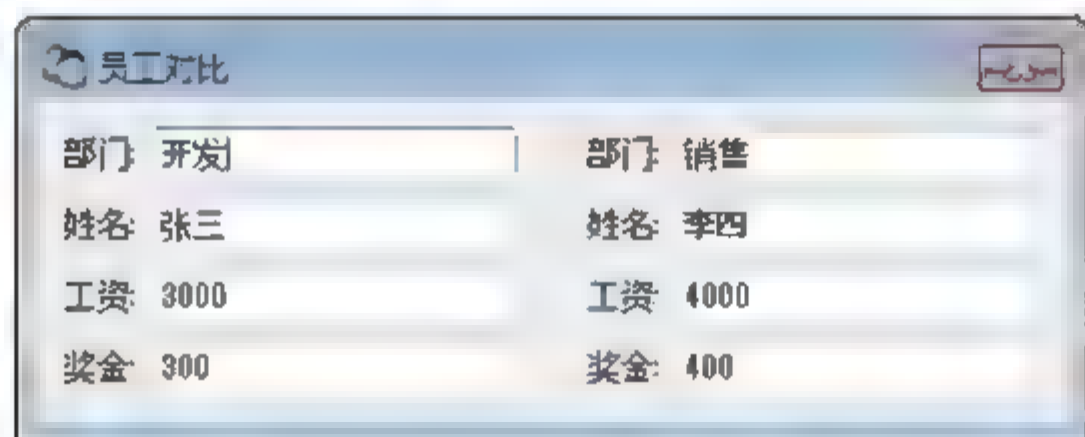 员工对比
部门: 开发 部门: 销售
姓名: 张三 姓名: 李四
工资: 3000 工资: 4000
奖金: 300 奖金: 400